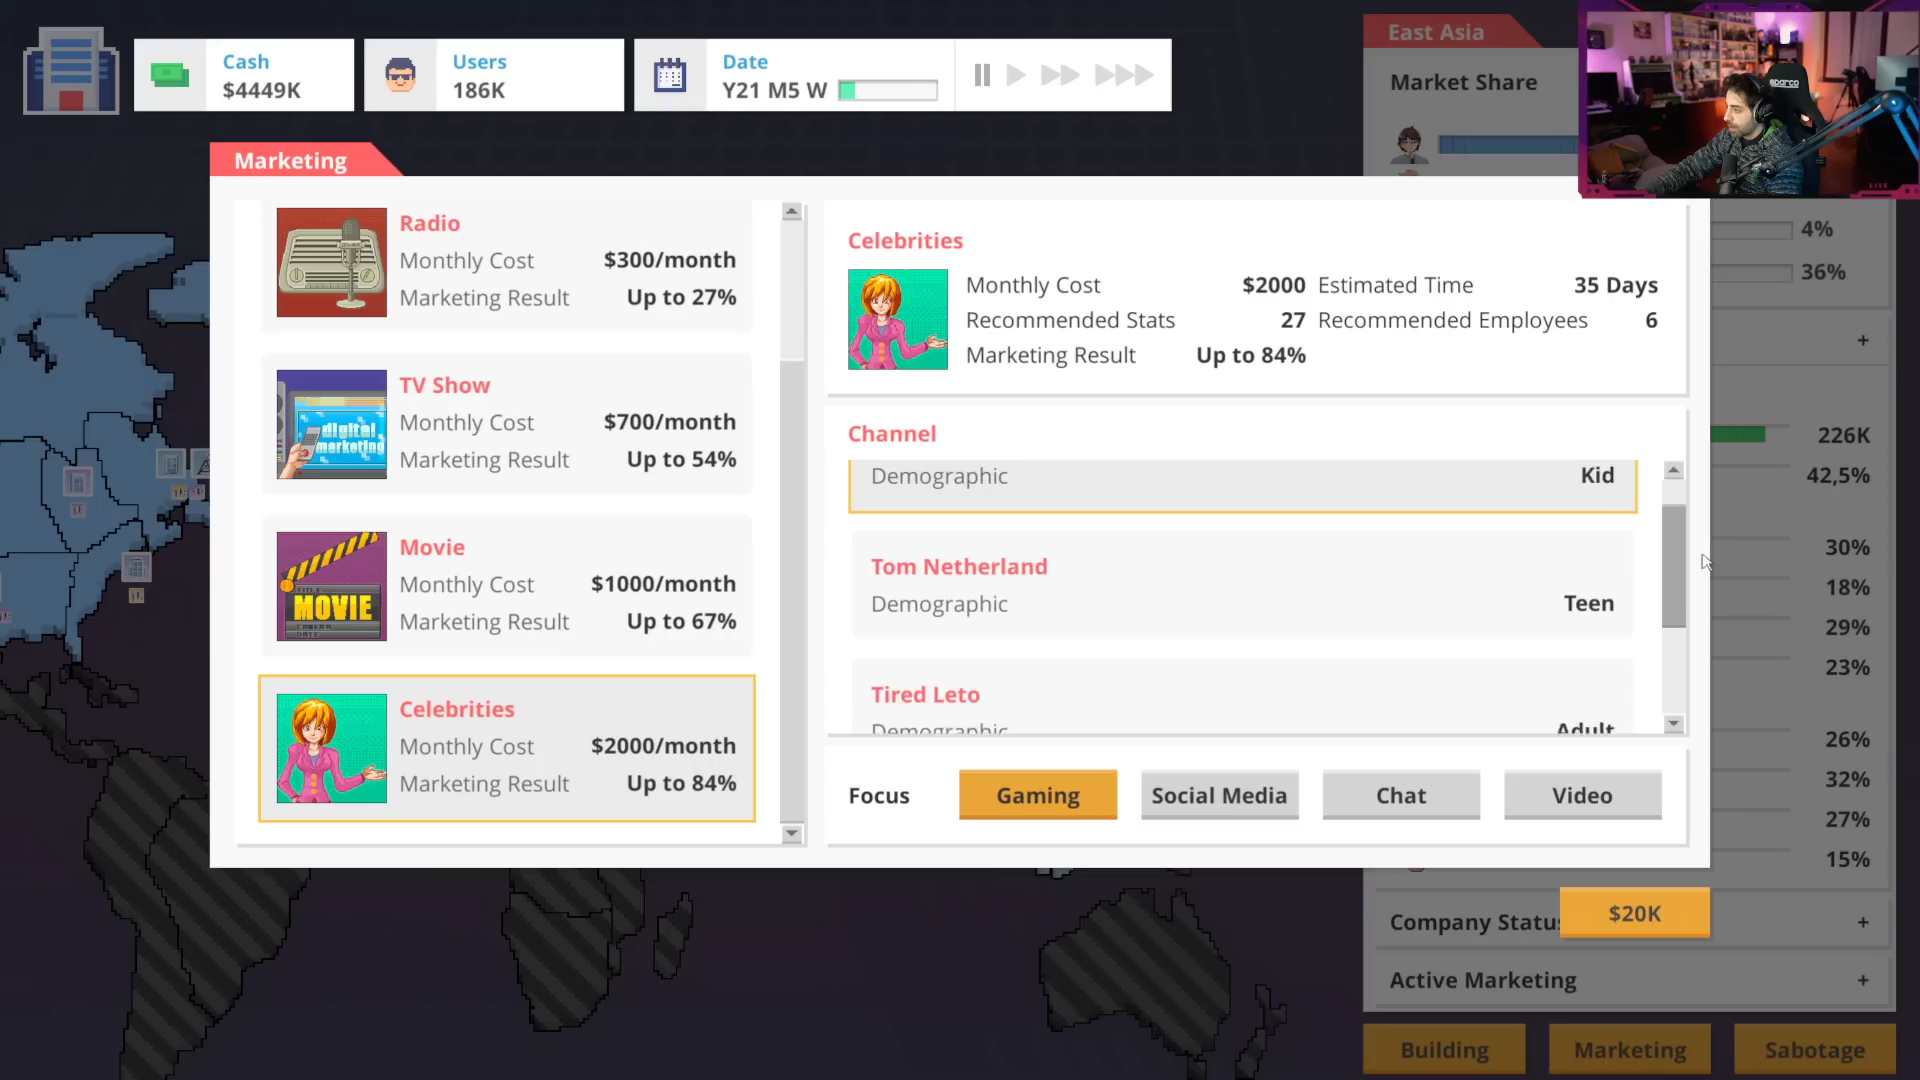 Cash
$4449K
Users
186K
Date
Y21 M5 W
East Asia
Market Share
sparco
LIVE
4%
36%
Marketing
Radio
Monthly Cost $300/month
Marketing Result Up to 27%
TV Show
Monthly Cost $700/month
Marketing Result Up to 54%
digital
marketing
Movie
Monthly Cost $1000/month
Marketing Result Up to 67%
MOVIE
Celebrities
Monthly Cost $2000/month
Marketing Result Up to 84%
Celebrities
Monthly Cost $2000 Estimated Time 35 Days
Recommended Stats 27 Recommended Employees 6
Marketing Result Up to 84%
Channel
Demographic Kid
Tom Netherland
Demographic Teen
Tired Leto
Demographic Adult
Focus Gaming Social Media Chat Video
+
226K
42,5%
30%
18%
29%
23%
26%
32%
27%
15%
$20K
Company Status +
Active Marketing +
Building Marketing Sabotage